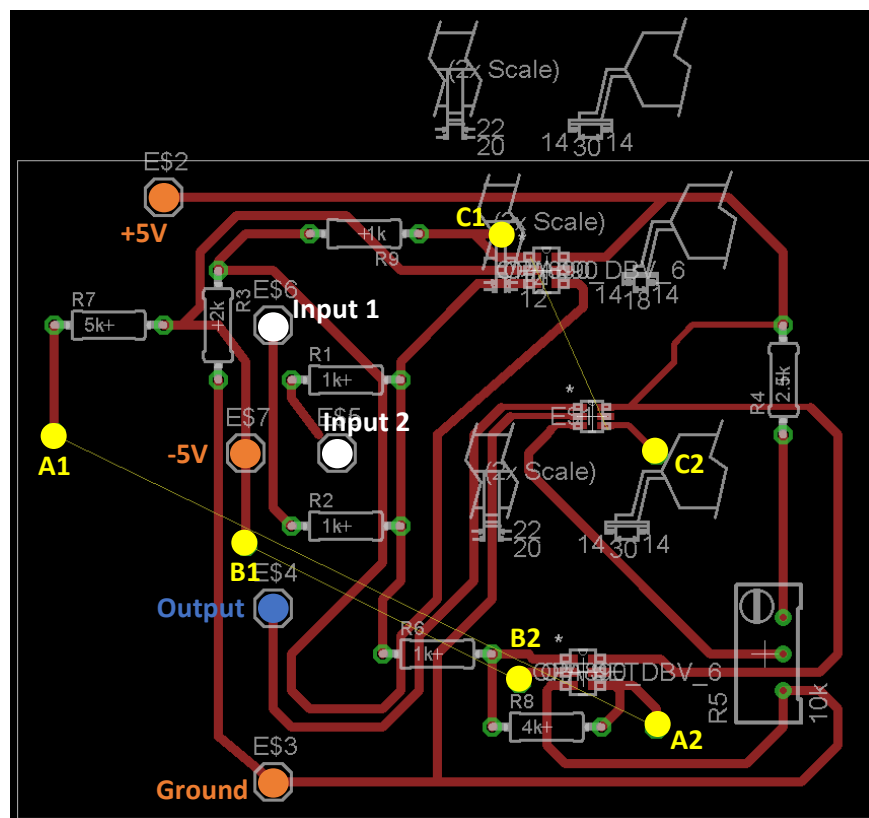 (2x Scale)
22
20
14 30 14
E$2
+5V
C1
(2x Scale)
+1k
R9
DBV_6
12
14 18 14
R7
5k+
R3
+2k
E$6
Input 1
R1
1k+
Input 2
R4
2.5k
*
A1
E$7
-5V
C2
(2x Scale)
R2
1k+
22
20
14 30 14
B1
E$4
Output
R6
1k+
B2
*
DBV_6
R8
4k+
A2
R5
10k
E$3
Ground